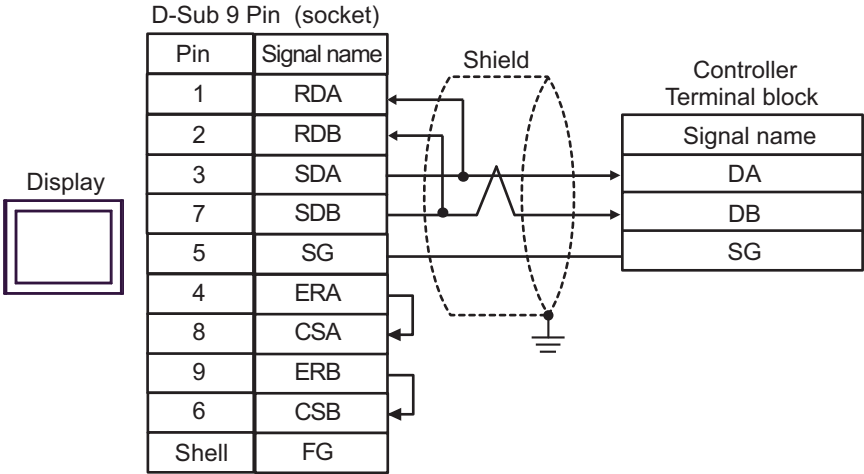 D-Sub 9 Pin (socket)
Pin Signal name
1 RDA
2 RDB
3 SDA
7 SDB
5 SG
4 ERA
8 CSA
9 ERB
6 CSB
Shell FG
Display
Shield
Controller
Terminal block
Signal name
DA
DB
SG